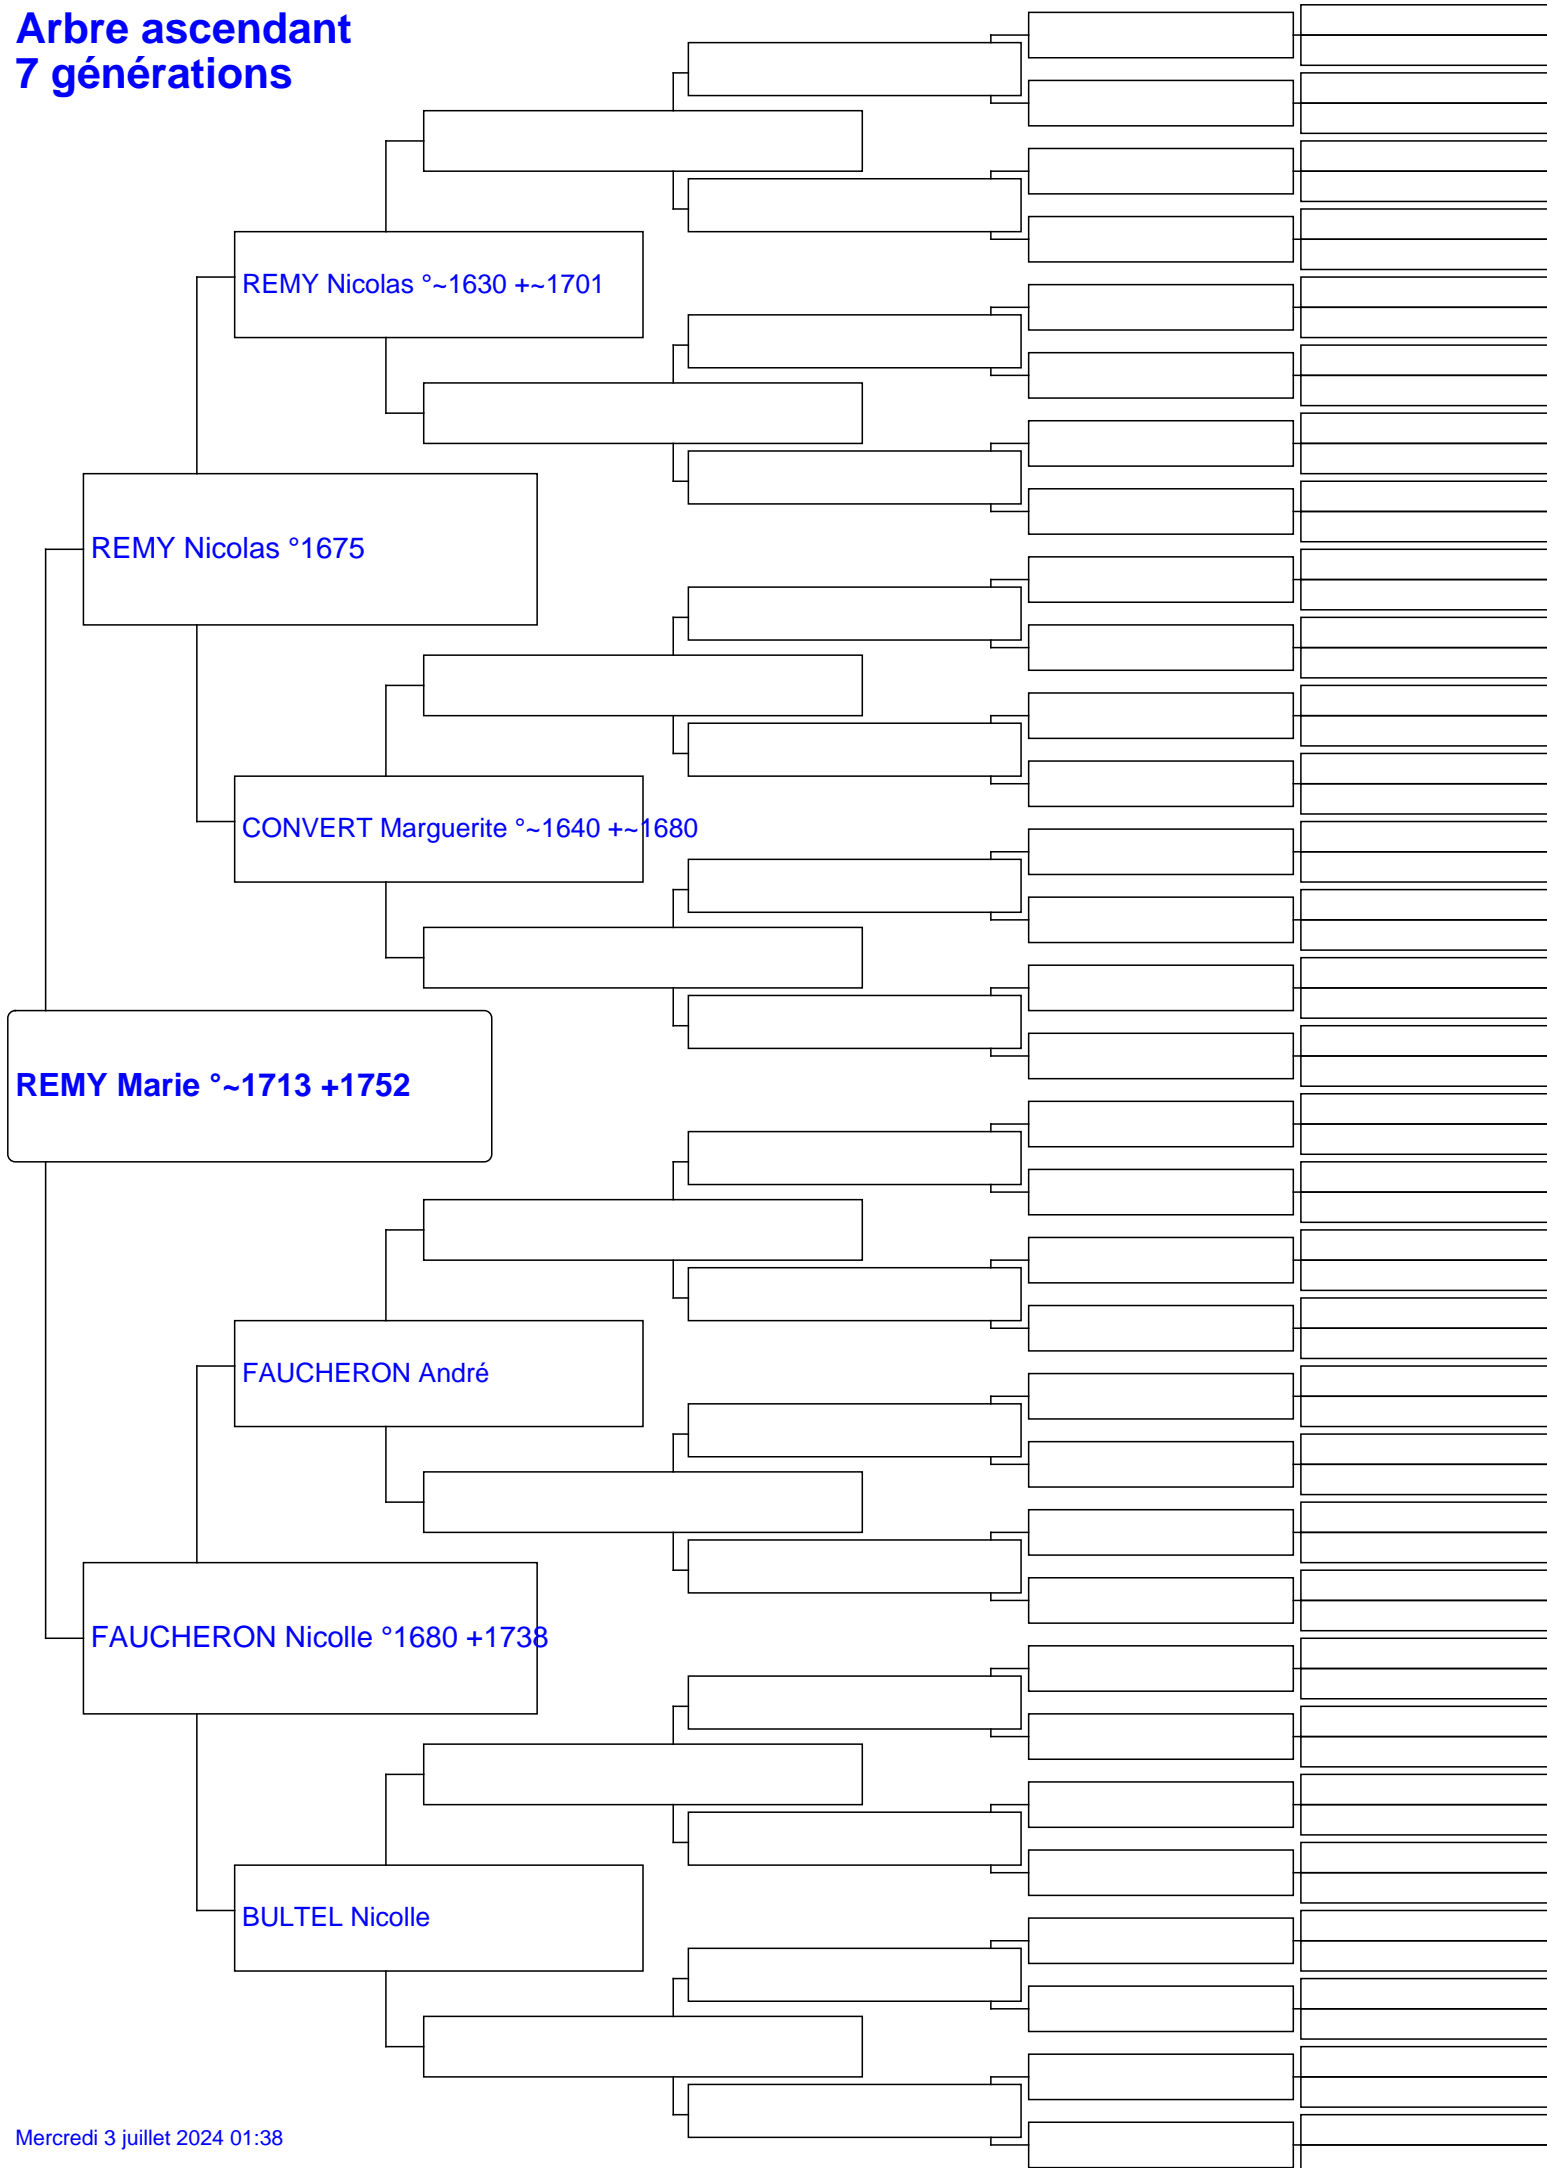 Arbre ascendant
7 générations
REMY Nicolas °~1630 +~1701
REMY Nicolas °1675
CONVERT Marguerite °~1640 +~1680
REMY Marie °~1713 +1752
FAUCHERON André
FAUCHERON Nicolle °1680 +1738
BULTEL Nicolle
Mercredi 3 juillet 2024 01:38